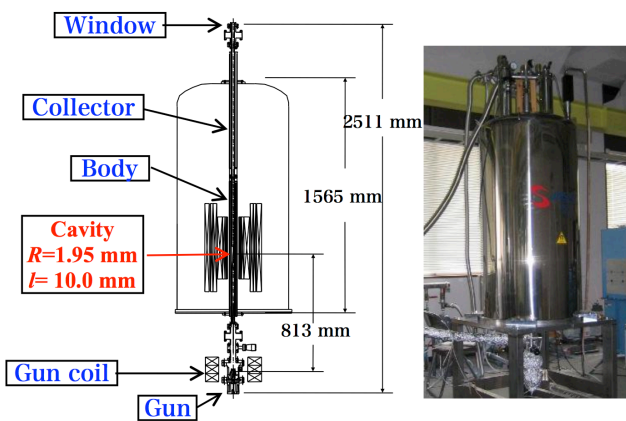 Window
Collector
2511 mm
Body
1565 mm
Cavity
R=1.95 mm
l= 10.0 mm
813 mm
Gun coil
Gun